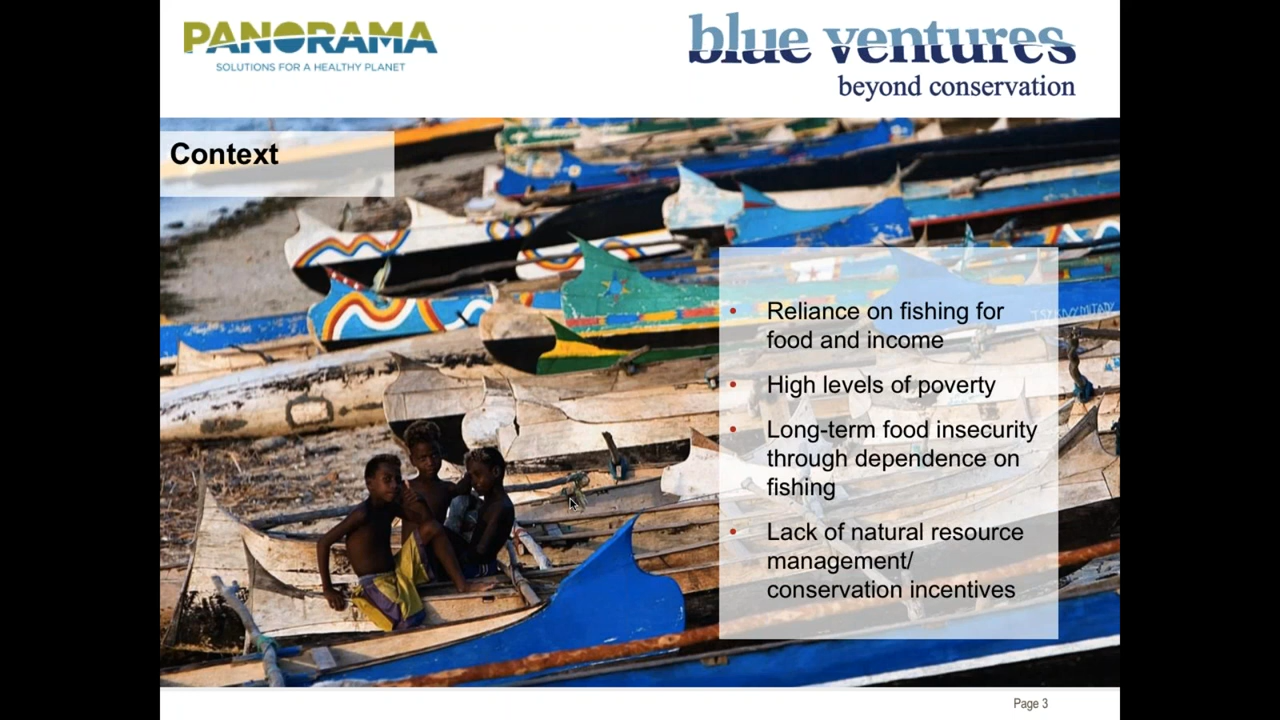 PANORAMA
SOLUTIONS FOR A HEALTHY PLANET
blue ventures
beyond conservation
Context
• Reliance on fishing for
food and income
• High levels of poverty
• Long-term food insecurity
through dependence on
fishing
• Lack of natural resource
management/
conservation incentives
Page 3